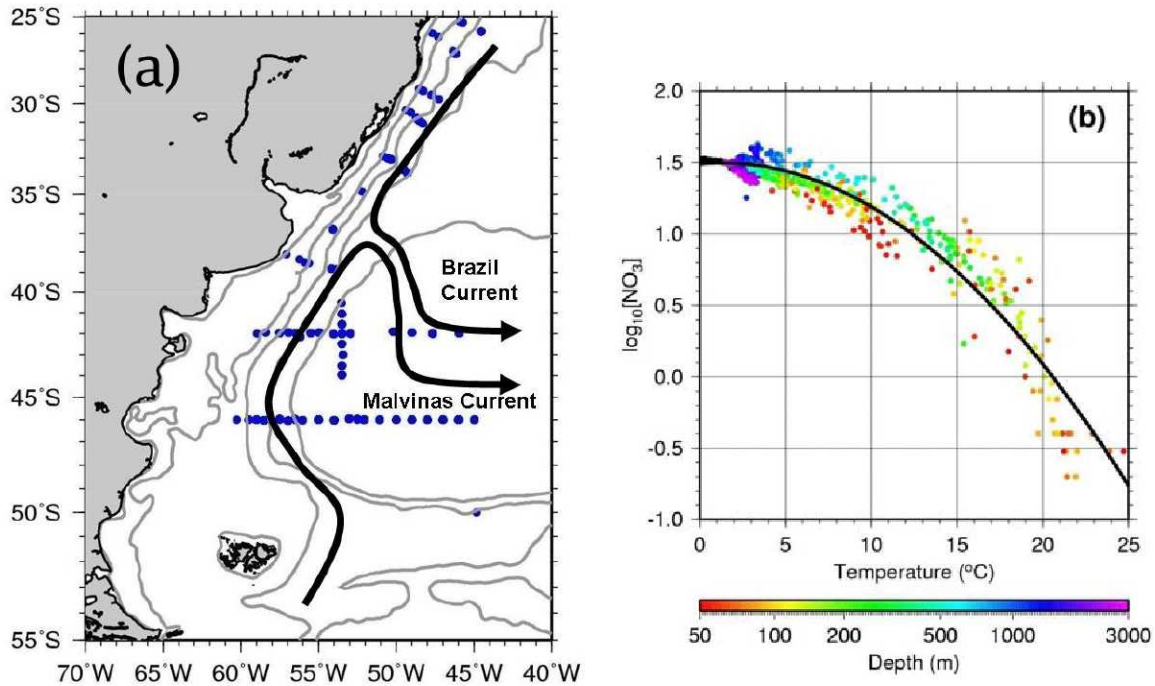 (a)
25°S
30°S
35°S
40°S
45°S
50°S
55°S
70°W 65°W 60°W 55°W 50°W 45°W 40°W
Brazil
Current
Malvinas Current
(b)
log₁₀[NO₃]
2.0
1.5
1.0
0.5
0.0
-0.5
-1.0
0 5 10 15 20 25
Temperature (°C)
50 100 200 500 1000 3000
Depth (m)